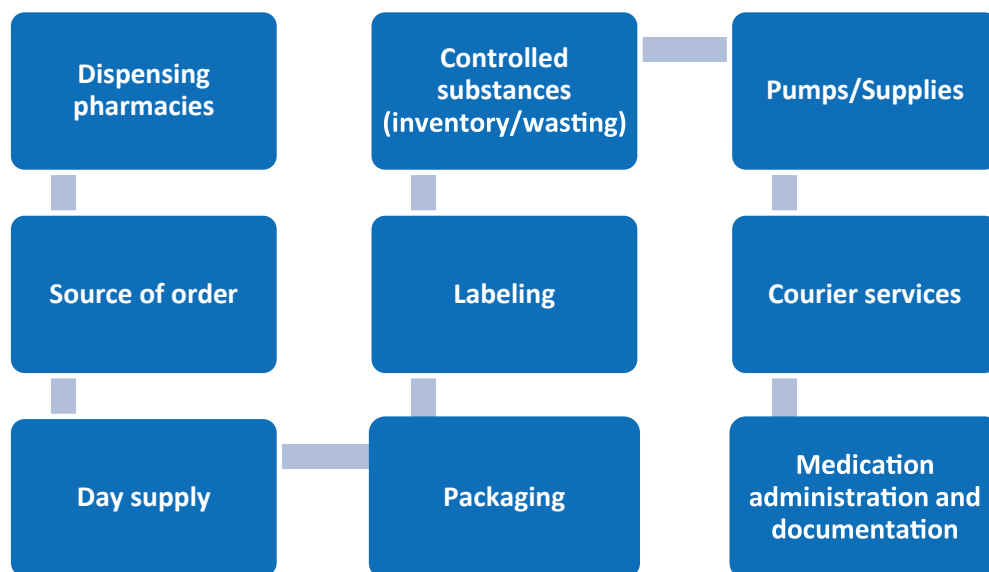 Dispensing
pharmacies
Source of order
Day supply
Packaging
Labeling
Controlled
substances
(inventory/wasting)
Pumps/Supplies
Courier services
Medication
administration and
documentation